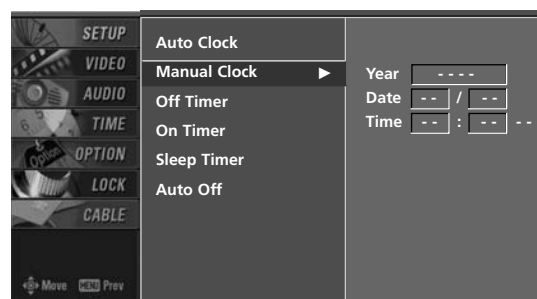 SETUP
VIDEO
AUDIO
TIME
OPTION
LOCK
CABLE
Move MENU Prev
Auto Clock
Manual Clock ▶
Off Timer
On Timer
Sleep Timer
Auto Off
Year - - - -
Date - - / - -
Time - - : - - - -